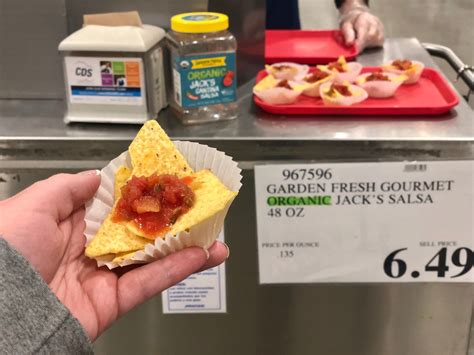 CDS
ORGANIC
JACK'S
CANTINA
SALSA
967596
GARDEN FRESH GOURMET
ORGANIC JACK'S SALSA
48 OZ
PRICE PER OUNCE
.135
SELL PRICE
6.49